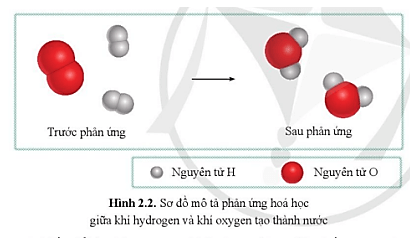 Trước phản ứng
Sau phản ứng
Nguyên tử H
Nguyên tử O
Hình 2.2. Sơ đồ mô tả phản ứng hoá học
giữa khí hydrogen và khí oxygen tạo thành nước